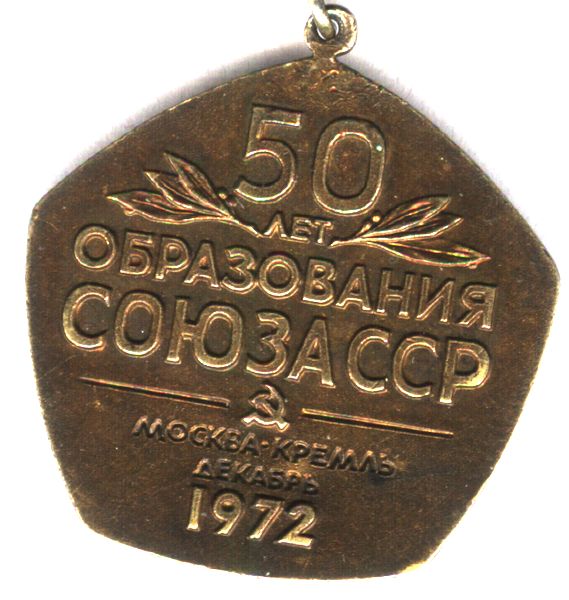 50
ЛЕТ
ОБРАЗОВАНИЯ
СОЮЗА ССР
МОСКВА·КРЕМЛЬ
ДЕКАБРЬ
1972